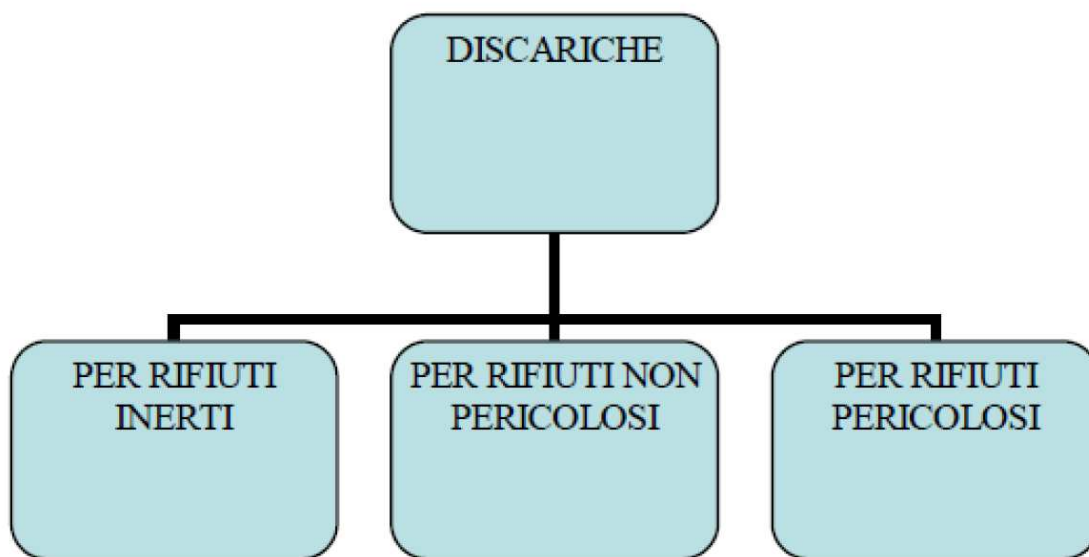 DISCARICHE
PER RIFIUTI
INERTI
PER RIFIUTI NON
PERICOLOSI
PER RIFIUTI
PERICOLOSI